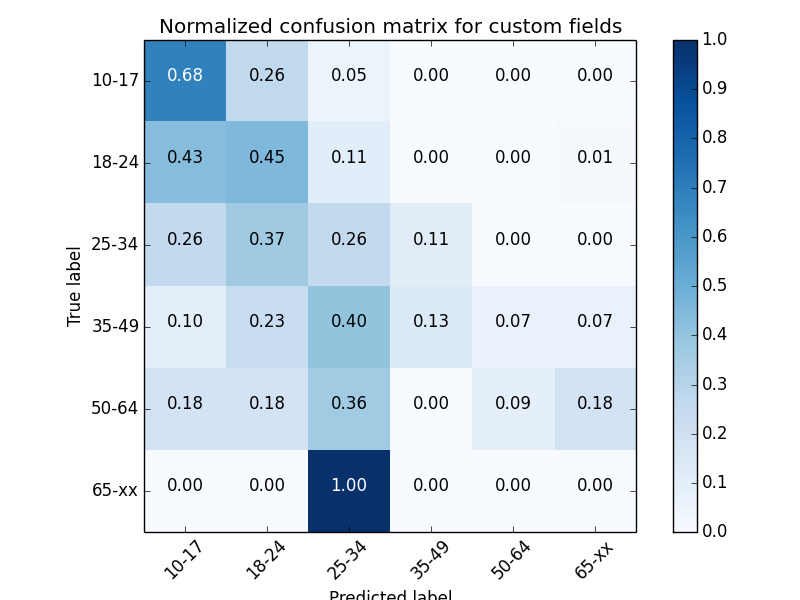 Normalized confusion matrix for custom fields
10-17 0.68 0.26 0.05 0.00 0.00 0.00
18-24 0.43 0.45 0.11 0.00 0.00 0.01
25-34 0.26 0.37 0.26 0.11 0.00 0.00
35-49 0.10 0.23 0.40 0.13 0.07 0.07
50-64 0.18 0.18 0.36 0.00 0.09 0.18
65-xx 0.00 0.00 1.00 0.00 0.00 0.00
10-17 18-24 25-34 35-49 50-64 65-xx
True label
Predicted label
1.0
0.9
0.8
0.7
0.6
0.5
0.4
0.3
0.2
0.1
0.0